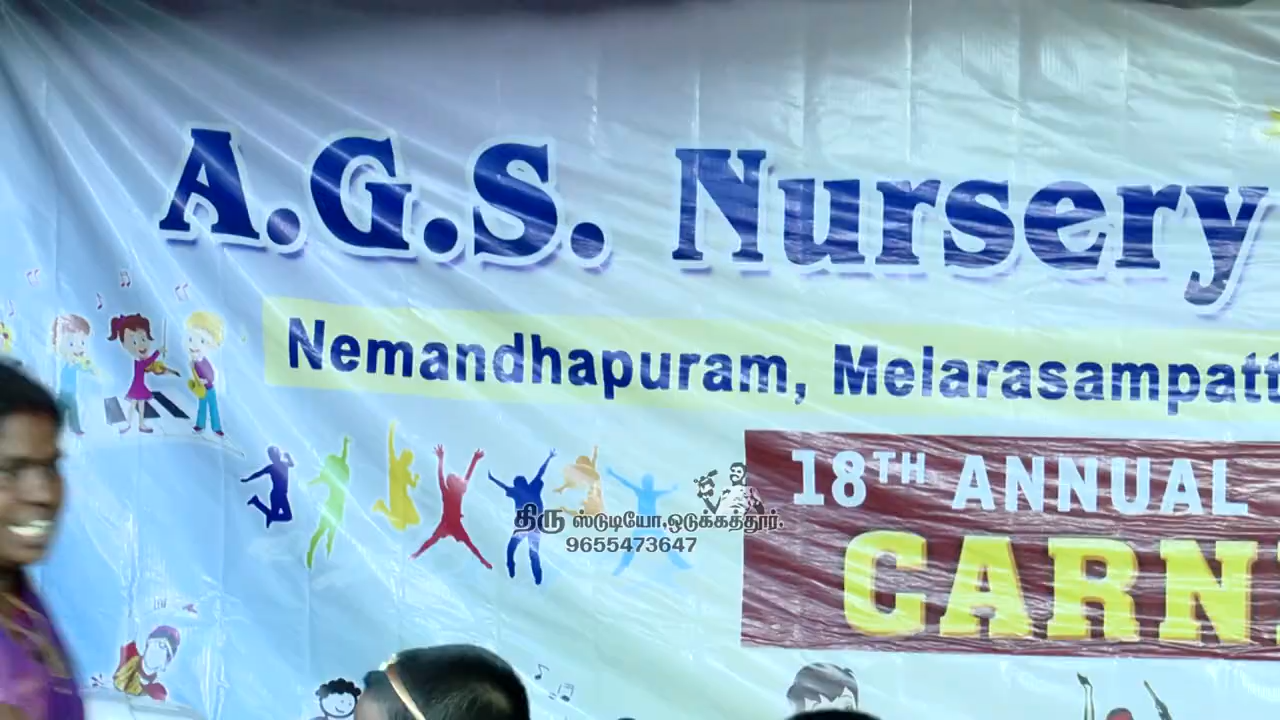 A.G.S. Nursery
Nemandhapuram, Melarasampatt
18TH ANNUAL
CARN
திரு ஸ்டுடியோ,ஒடுக்கத்தூர்.
9655473647